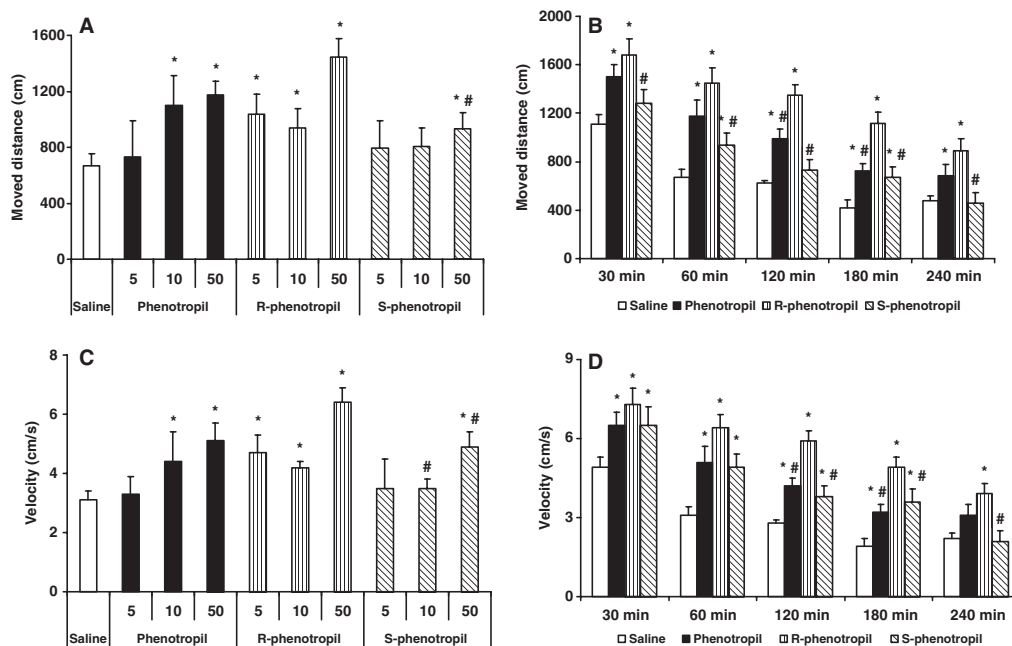 A
Moved distance (cm)
1600
1200
800
400
0
* * * * * * #
5 10 50 5 10 50 5 10 50
Saline Phenotropil R-phenotropil S-phenotropil
B
Moved distance (cm)
2000
1600
1200
800
400
0
* * # * * * # * # * # * # * * # * * #
30 min 60 min 120 min 180 min 240 min
Saline Phenotropil R-phenotropil S-phenotropil
C
Velocity (cm/s)
8
6
4
2
0
* * * * * # * #
5 10 50 5 10 50 5 10 50
Saline Phenotropil R-phenotropil S-phenotropil
D
Velocity (cm/s)
9
6
3
0
* * * * * * * # * * # * # * * # * #
30 min 60 min 120 min 180 min 240 min
Saline Phenotropil R-phenotropil S-phenotropil